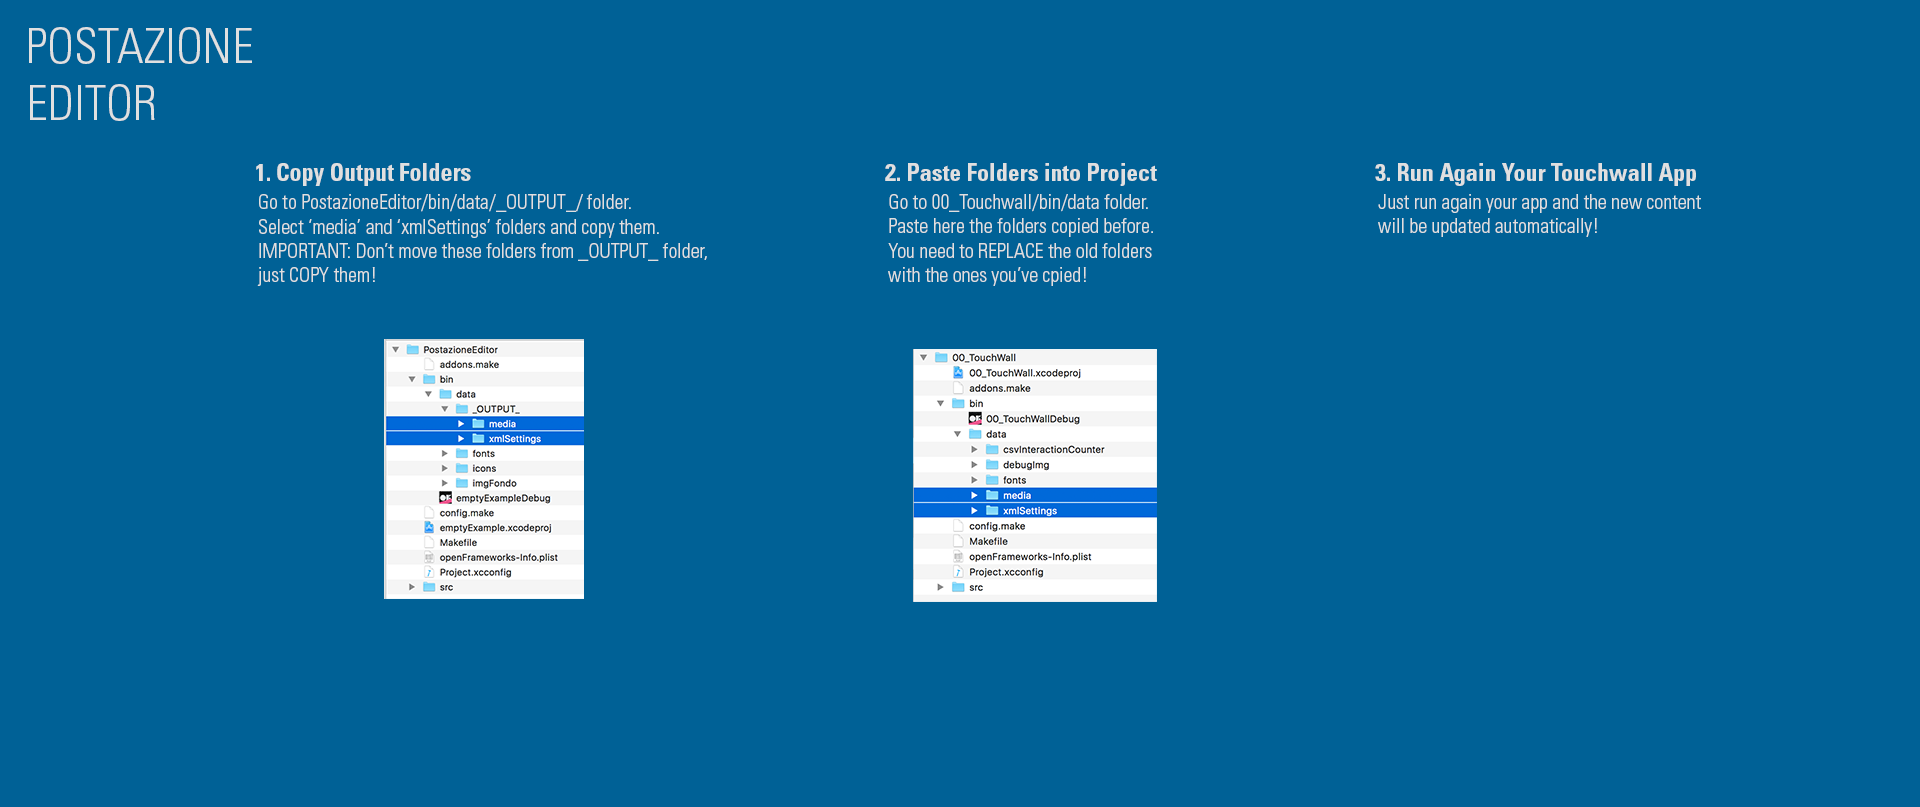 POSTAZIONE
EDITOR
1. Copy Output Folders
Go to PostazioneEditor/bin/data/_OUTPUT_/ folder.
Select ‘media’ and ‘xmlSettings’ folders and copy them.
IMPORTANT: Don’t move these folders from _OUTPUT_ folder,
just COPY them!
PostazioneEditor
addons.make
bin
data
_OUTPUT_
media
xmlSettings
fonts
icons
imgFondo
emptyExampleDebug
config.make
emptyExample.xcodeproj
Makefile
openFrameworks-Info.plist
Project.xcconfig
src
2. Paste Folders into Project
Go to 00_Touchwall/bin/data folder.
Paste here the folders copied before.
You need to REPLACE the old folders
with the ones you’ve cpied!
00_TouchWall
00_TouchWall.xcodeproj
addons.make
bin
00_TouchWallDebug
data
csvInteractionCounter
debugImg
fonts
media
xmlSettings
config.make
Makefile
openFrameworks-Info.plist
Project.xcconfig
src
3. Run Again Your Touchwall App
Just run again your app and the new content
will be updated automatically!